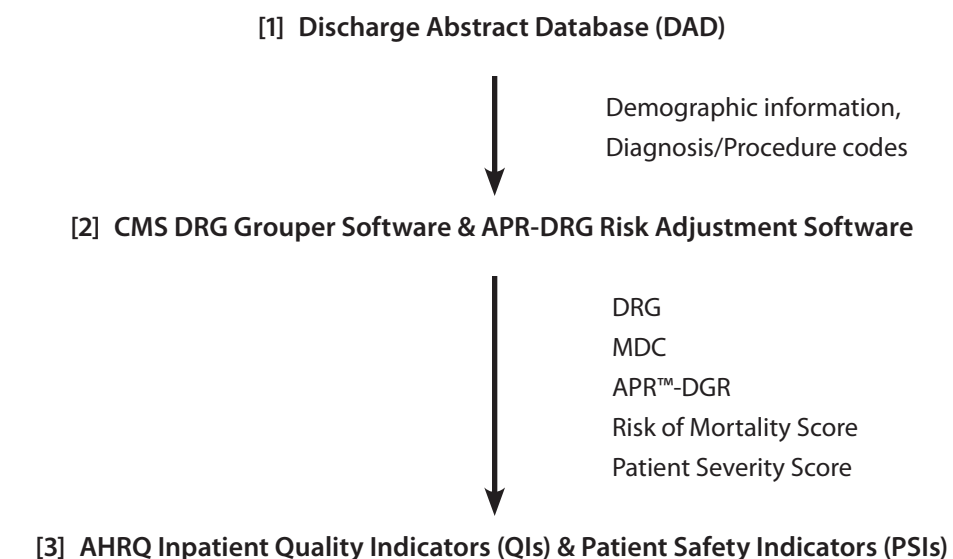 [1] Discharge Abstract Database (DAD)
Demographic information,
Diagnosis/Procedure codes
[2] CMS DRG Grouper Software & APR-DRG Risk Adjustment Software
DRG
MDC
APR™-DGR
Risk of Mortality Score
Patient Severity Score
[3] AHRQ Inpatient Quality Indicators (QIs) & Patient Safety Indicators (PSIs)